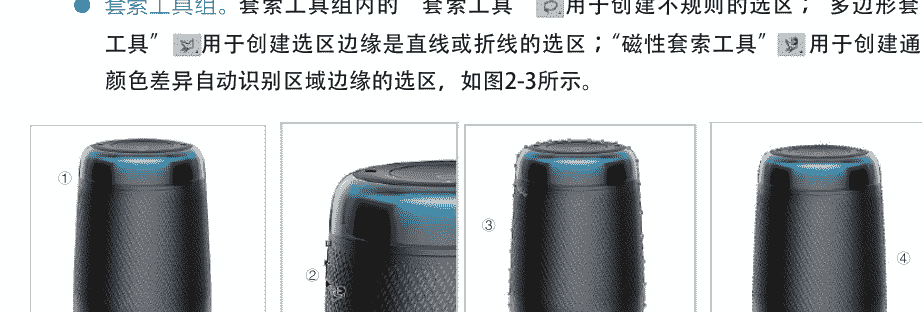 ● 套索工具组。套索工具组内的“套索工具”用于创建不规则的选区；“多边形套
工具”用于创建选区边缘是直线或折线的选区；“磁性套索工具”用于创建通
颜色差异自动识别区域边缘的选区，如图2-3所示。
①
②
③
④